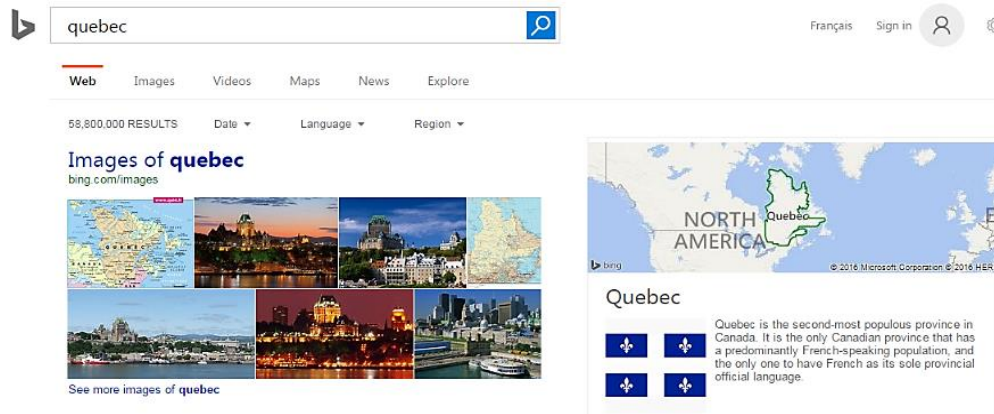 quebec
Français Sign in
Web Images Videos Maps News Explore
58,800,000 RESULTS Date Language Region
Images of quebec
bing.com/images
See more images of quebec
NORTH
AMERICA
Quebec
bing
© 2016 Microsoft Corporation © 2016 HER
Quebec
Quebec is the second-most populous province in
Canada. It is the only Canadian province that has
a predominantly French-speaking population, and
the only one to have French as its sole provincial
official language.